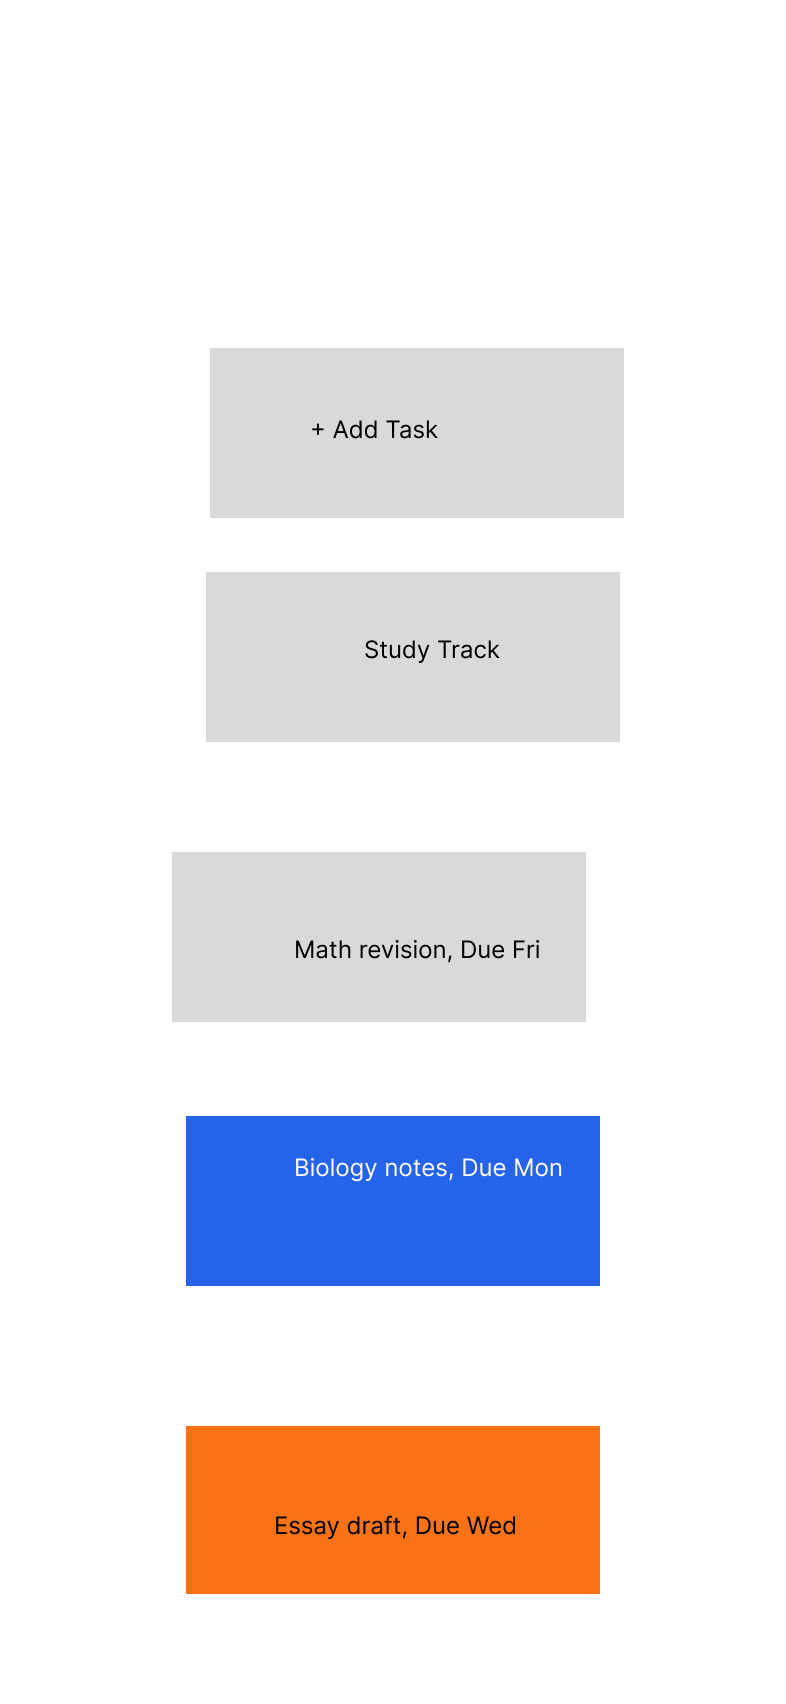 + Add Task
Study Track
Math revision, Due Fri
Biology notes, Due Mon
Essay draft, Due Wed